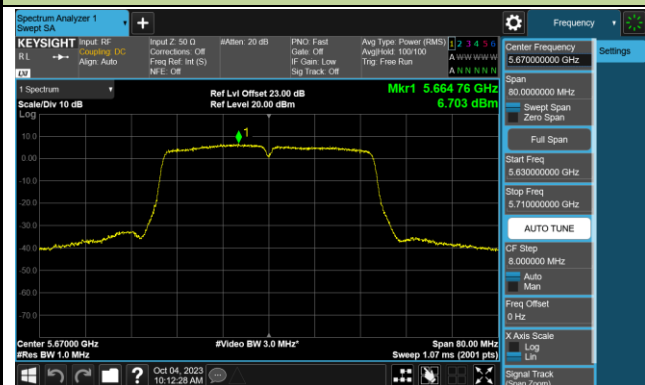 Spectrum Analyzer 1
Swept SA
Frequency
KEYSIGHT
RL
Input: RF
Coupling: DC
Align: Auto
Input Z: 50 Ω
Corrections: Off
Freq Ref: Int (S)
NFE: Off
#Atten: 20 dB
PNO: Fast
Gate: Off
IF Gain: Low
Sig Track: Off
Avg Type: Power (RMS)
Avg|Hold: 100/100
Trig: Free Run
1 2 3 4 5 6
A W W W W W
A N N N N N
LXI
1 Spectrum
Scale/Div 10 dB
Log
Ref Lvl Offset 23.00 dB
Ref Level 20.00 dBm
Mkr1 5.664 76 GHz
6.703 dBm
1
10.0
0.00
-10.0
-20.0
-30.0
-40.0
-50.0
-60.0
-70.0
Center 5.67000 GHz
#Res BW 1.0 MHz
#Video BW 3.0 MHz*
Span 80.00 MHz
Sweep 1.07 ms (2001 pts)
Oct 04, 2023
10:12:28 AM
Center Frequency
5.670000000 GHz
Settings
Span
80.0000000 MHz
Swept Span
Zero Span
Full Span
Start Freq
5.630000000 GHz
Stop Freq
5.710000000 GHz
AUTO TUNE
CF Step
8.000000 MHz
Auto
Man
Freq Offset
0 Hz
X Axis Scale
Log
Lin
Signal Track
(Span Zoom)